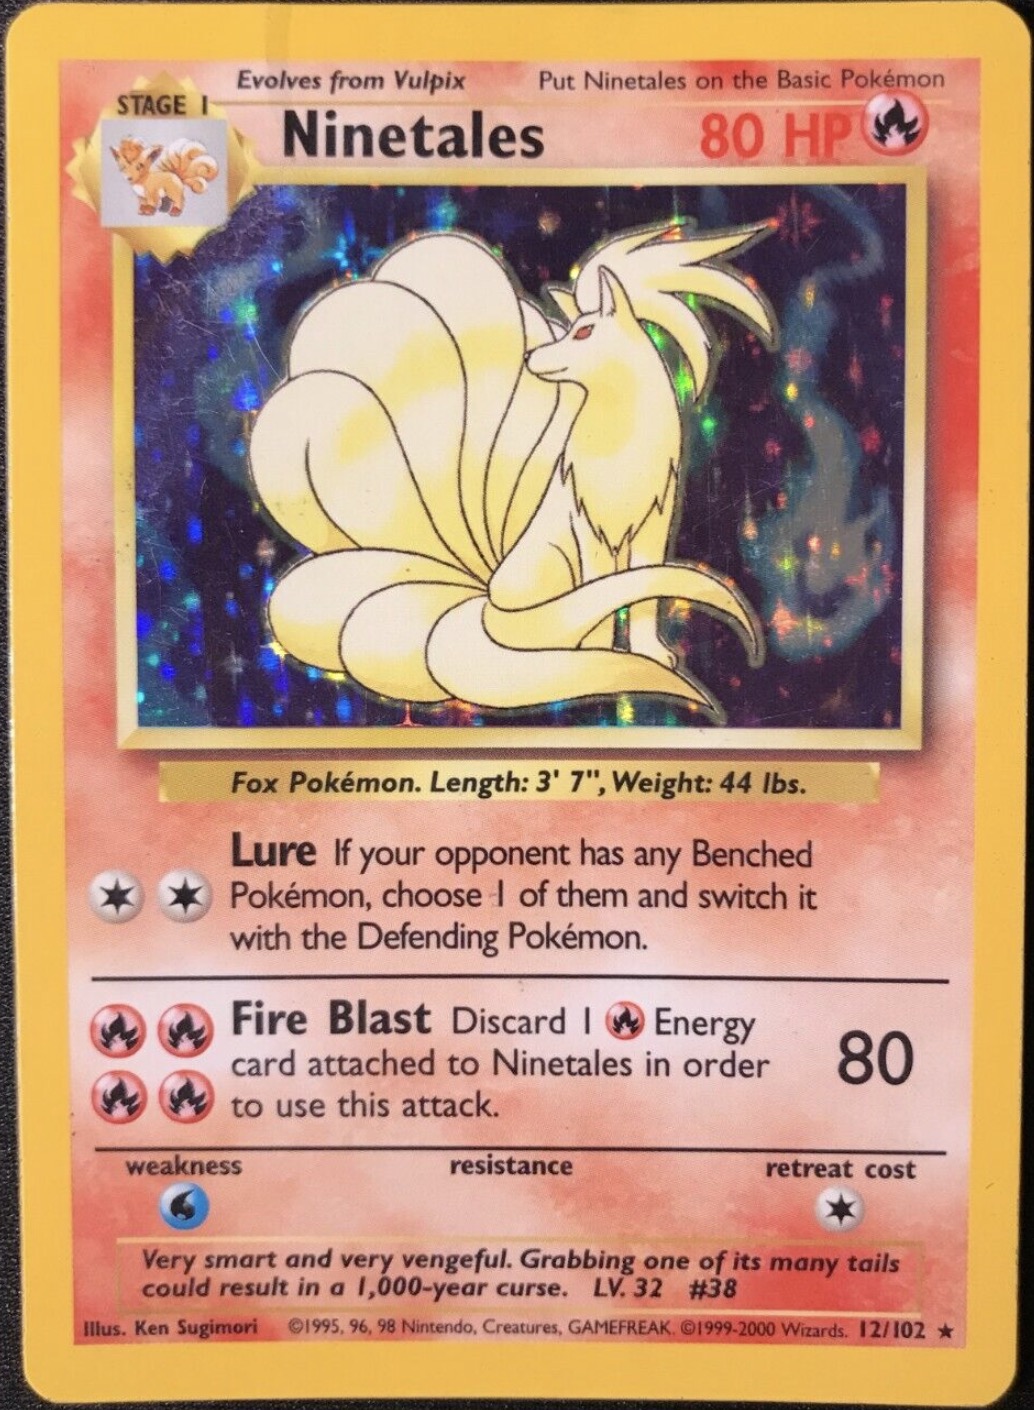 Evolves from Vulpix Put Ninetales on the Basic Pokémon
STAGE 1
Ninetales 80 HP
Fox Pokémon. Length: 3' 7", Weight: 44 lbs.
Lure If your opponent has any Benched
Pokémon, choose 1 of them and switch it
with the Defending Pokémon.
Fire Blast Discard 1 Energy
card attached to Ninetales in order
to use this attack.
80
weakness resistance retreat cost
Very smart and very vengeful. Grabbing one of its many tails
could result in a 1,000-year curse. LV. 32 #38
Illus. Ken Sugimori ©1995, 96, 98 Nintendo, Creatures, GAMEFREAK. ©1999-2000 Wizards. 12/102 ★